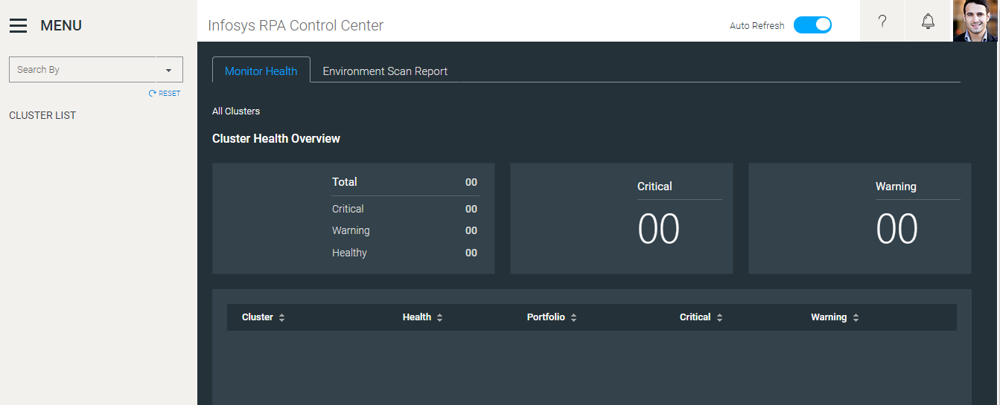 MENU
Infosys RPA Control Center
Auto Refresh
?
Search By
RESET
CLUSTER LIST
Monitor Health
Environment Scan Report
All Clusters
Cluster Health Overview
Total 00
Critical 00
Warning 00
Healthy 00
Critical
00
Warning
00
Cluster Health Portfolio Critical Warning